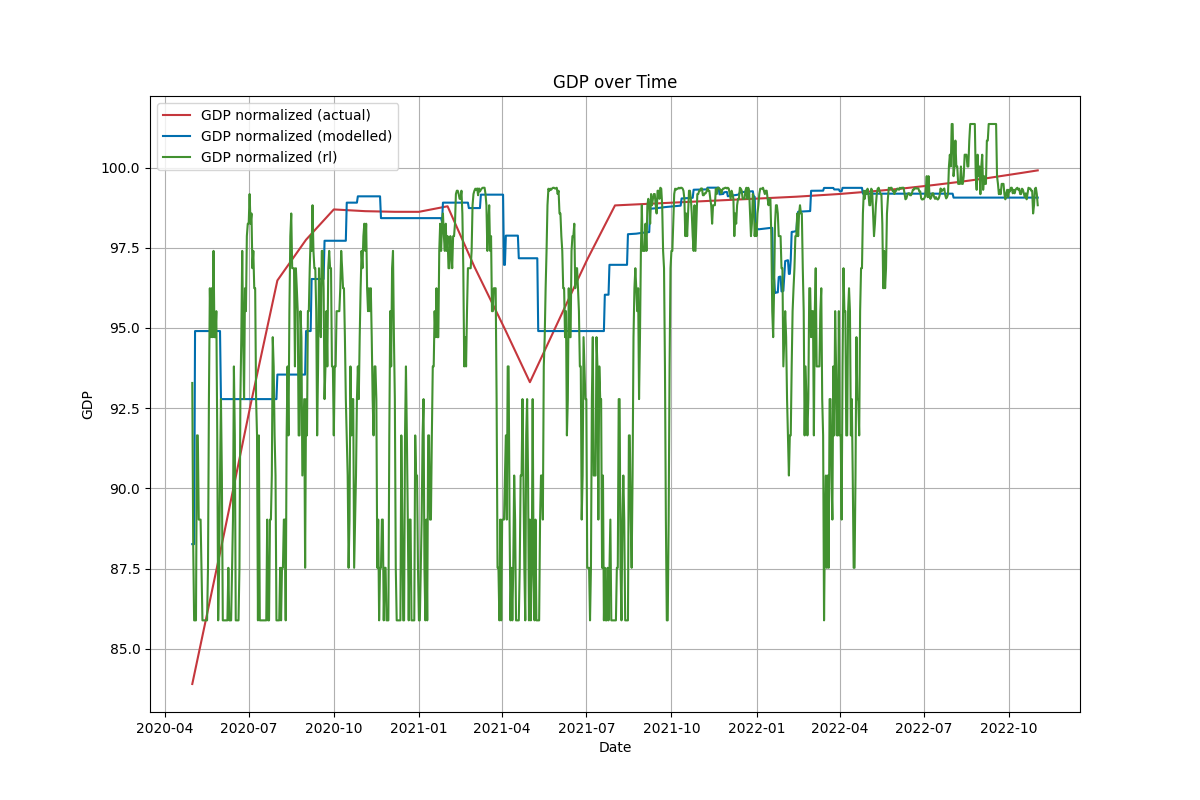 GDP over Time
GDP normalized (actual)
GDP normalized (modelled)
GDP normalized (rl)
100.0
97.5
95.0
92.5
90.0
87.5
85.0
GDP
2020-04 2020-07 2020-10 2021-01 2021-04 2021-07 2021-10 2022-01 2022-04 2022-07 2022-10
Date